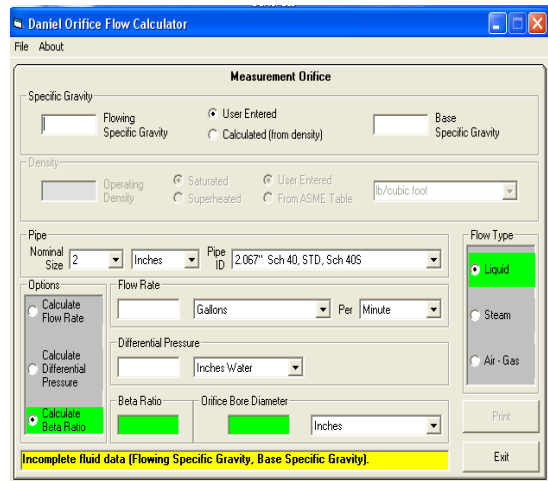 Daniel Orifice Flow Calculator
File About
Measurement Orifice
Specific Gravity
Flowing
Specific Gravity
User Entered
Calculated (from density)
Base
Specific Gravity
Density
Operating
Density
Saturated
Superheated
User Entered
From ASME Table
lb/cubic foot
Pipe
Nominal
Size
2
Inches
Pipe
ID
2.067" Sch 40, STD, Sch 40S
Flow Type
Liquid
Steam
Air - Gas
Options
Calculate
Flow Rate
Calculate
Differential
Pressure
Calculate
Beta Ratio
Flow Rate
Gallons
Per
Minute
Differential Pressure
Inches Water
Beta Ratio
Orifice Bore Diameter
Inches
Print
Exit
Incomplete fluid data (Flowing Specific Gravity, Base Specific Gravity).